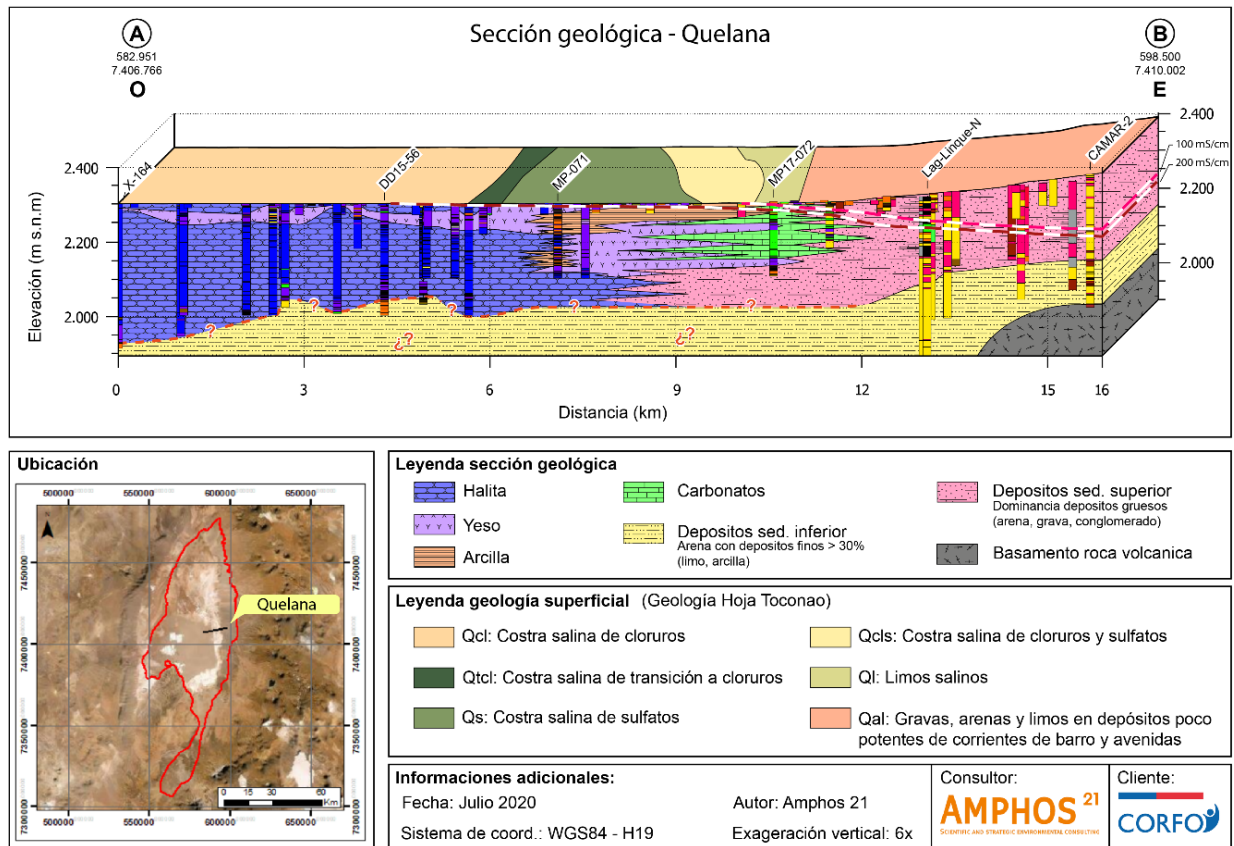 Sección geológica - Quelana
A
582.951
7.406.766
O
B
598.500
7.410.002
E
X-164
DD15-56
MP-071
MP17-072
Lag-Linque-N
CAMAR-2
Elevación (m s.n.m)
2.400
2.200
2.000
2.400
100 mS/cm
200 mS/cm
2.200
2.000
? ? ? ? ?
¿? ¿?
0 3 6 9 12 15 16
Distancia (km)
Ubicación
500000 550000 600000 650000
7450000
7400000
7350000
7300000
7450000
7400000
7350000
7300000
N
Quelana
0 15 30 60
Km
500000 550000 600000 650000
Leyenda sección geológica
Halita
Yeso
Arcilla
Carbonatos
Depositos sed. inferior
Arena con depositos finos > 30%
(limo, arcilla)
Depositos sed. superior
Dominancia depositos gruesos
(arena, grava, conglomerado)
Basamento roca volcanica
Leyenda geología superficial (Geología Hoja Toconao)
Qcl: Costra salina de cloruros
Qtcl: Costra salina de transición a cloruros
Qs: Costra salina de sulfatos
Qcls: Costra salina de cloruros y sulfatos
Ql: Limos salinos
Qal: Gravas, arenas y limos en depósitos poco
potentes de corrientes de barro y avenidas
Informaciones adicionales:
Fecha: Julio 2020
Autor: Amphos 21
Sistema de coord.: WGS84 - H19
Exageración vertical: 6x
Consultor:
AMPHOS 21
SCIENTIFIC AND STRATEGIC ENVIRONMENTAL CONSULTING
Cliente:
CORFO